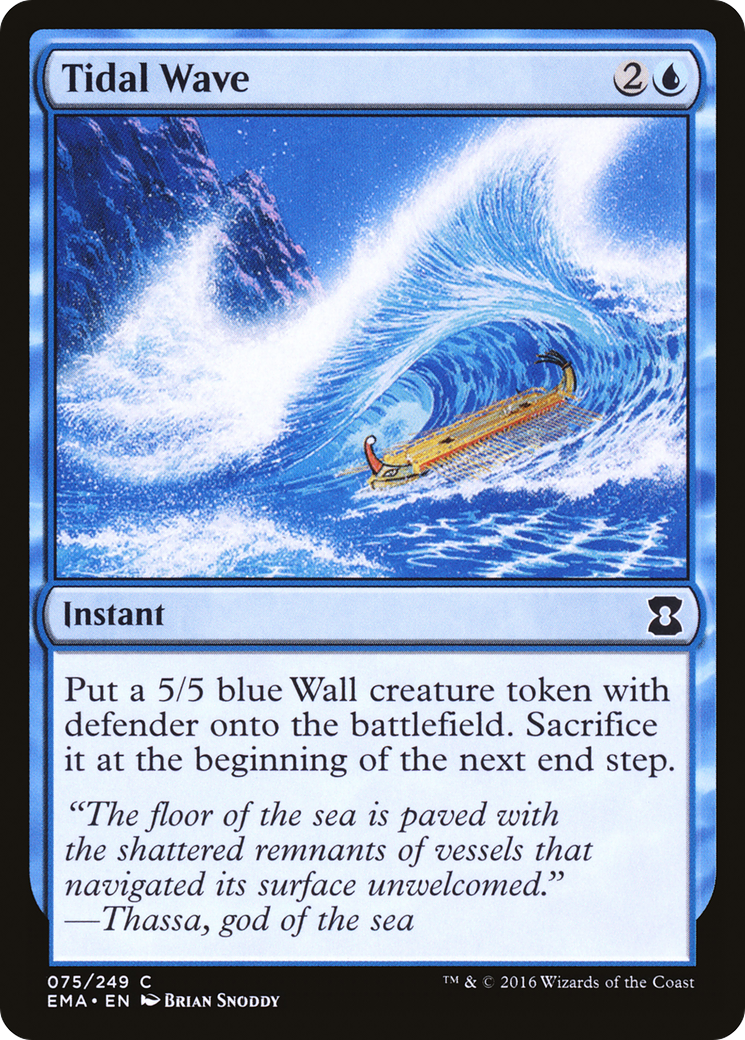 Tidal Wave 2
Instant
Put a 5/5 blue Wall creature token with
defender onto the battlefield. Sacrifice
it at the beginning of the next end step.
“The floor of the sea is paved with
the shattered remnants of vessels that
navigated its surface unwelcomed.”
—Thassa, god of the sea
075/249 C
EMA • EN BRIAN SNODDY
™ & © 2016 Wizards of the Coast